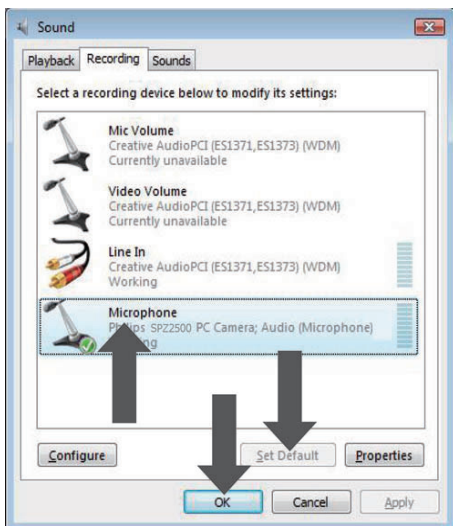 Sound
Playback Recording Sounds
Select a recording device below to modify its settings:
Mic Volume
Creative AudioPCI (ES1371,ES1373) (WDM)
Currently unavailable
Video Volume
Creative AudioPCI (ES1371,ES1373) (WDM)
Currently unavailable
Line In
Creative AudioPCI (ES1371,ES1373) (WDM)
Working
Microphone
SPZ2500 PC Camera; Audio (Microphone)
Configure Set Default Properties
OK Cancel Apply